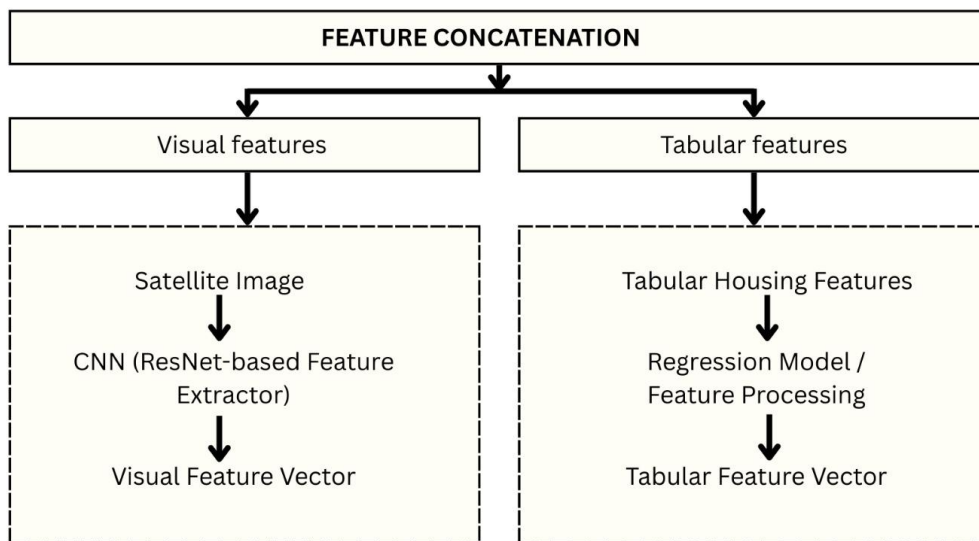 FEATURE CONCATENATION
Visual features
Tabular features
Satellite Image
CNN (ResNet-based Feature
Extractor)
Visual Feature Vector
Tabular Housing Features
Regression Model /
Feature Processing
Tabular Feature Vector